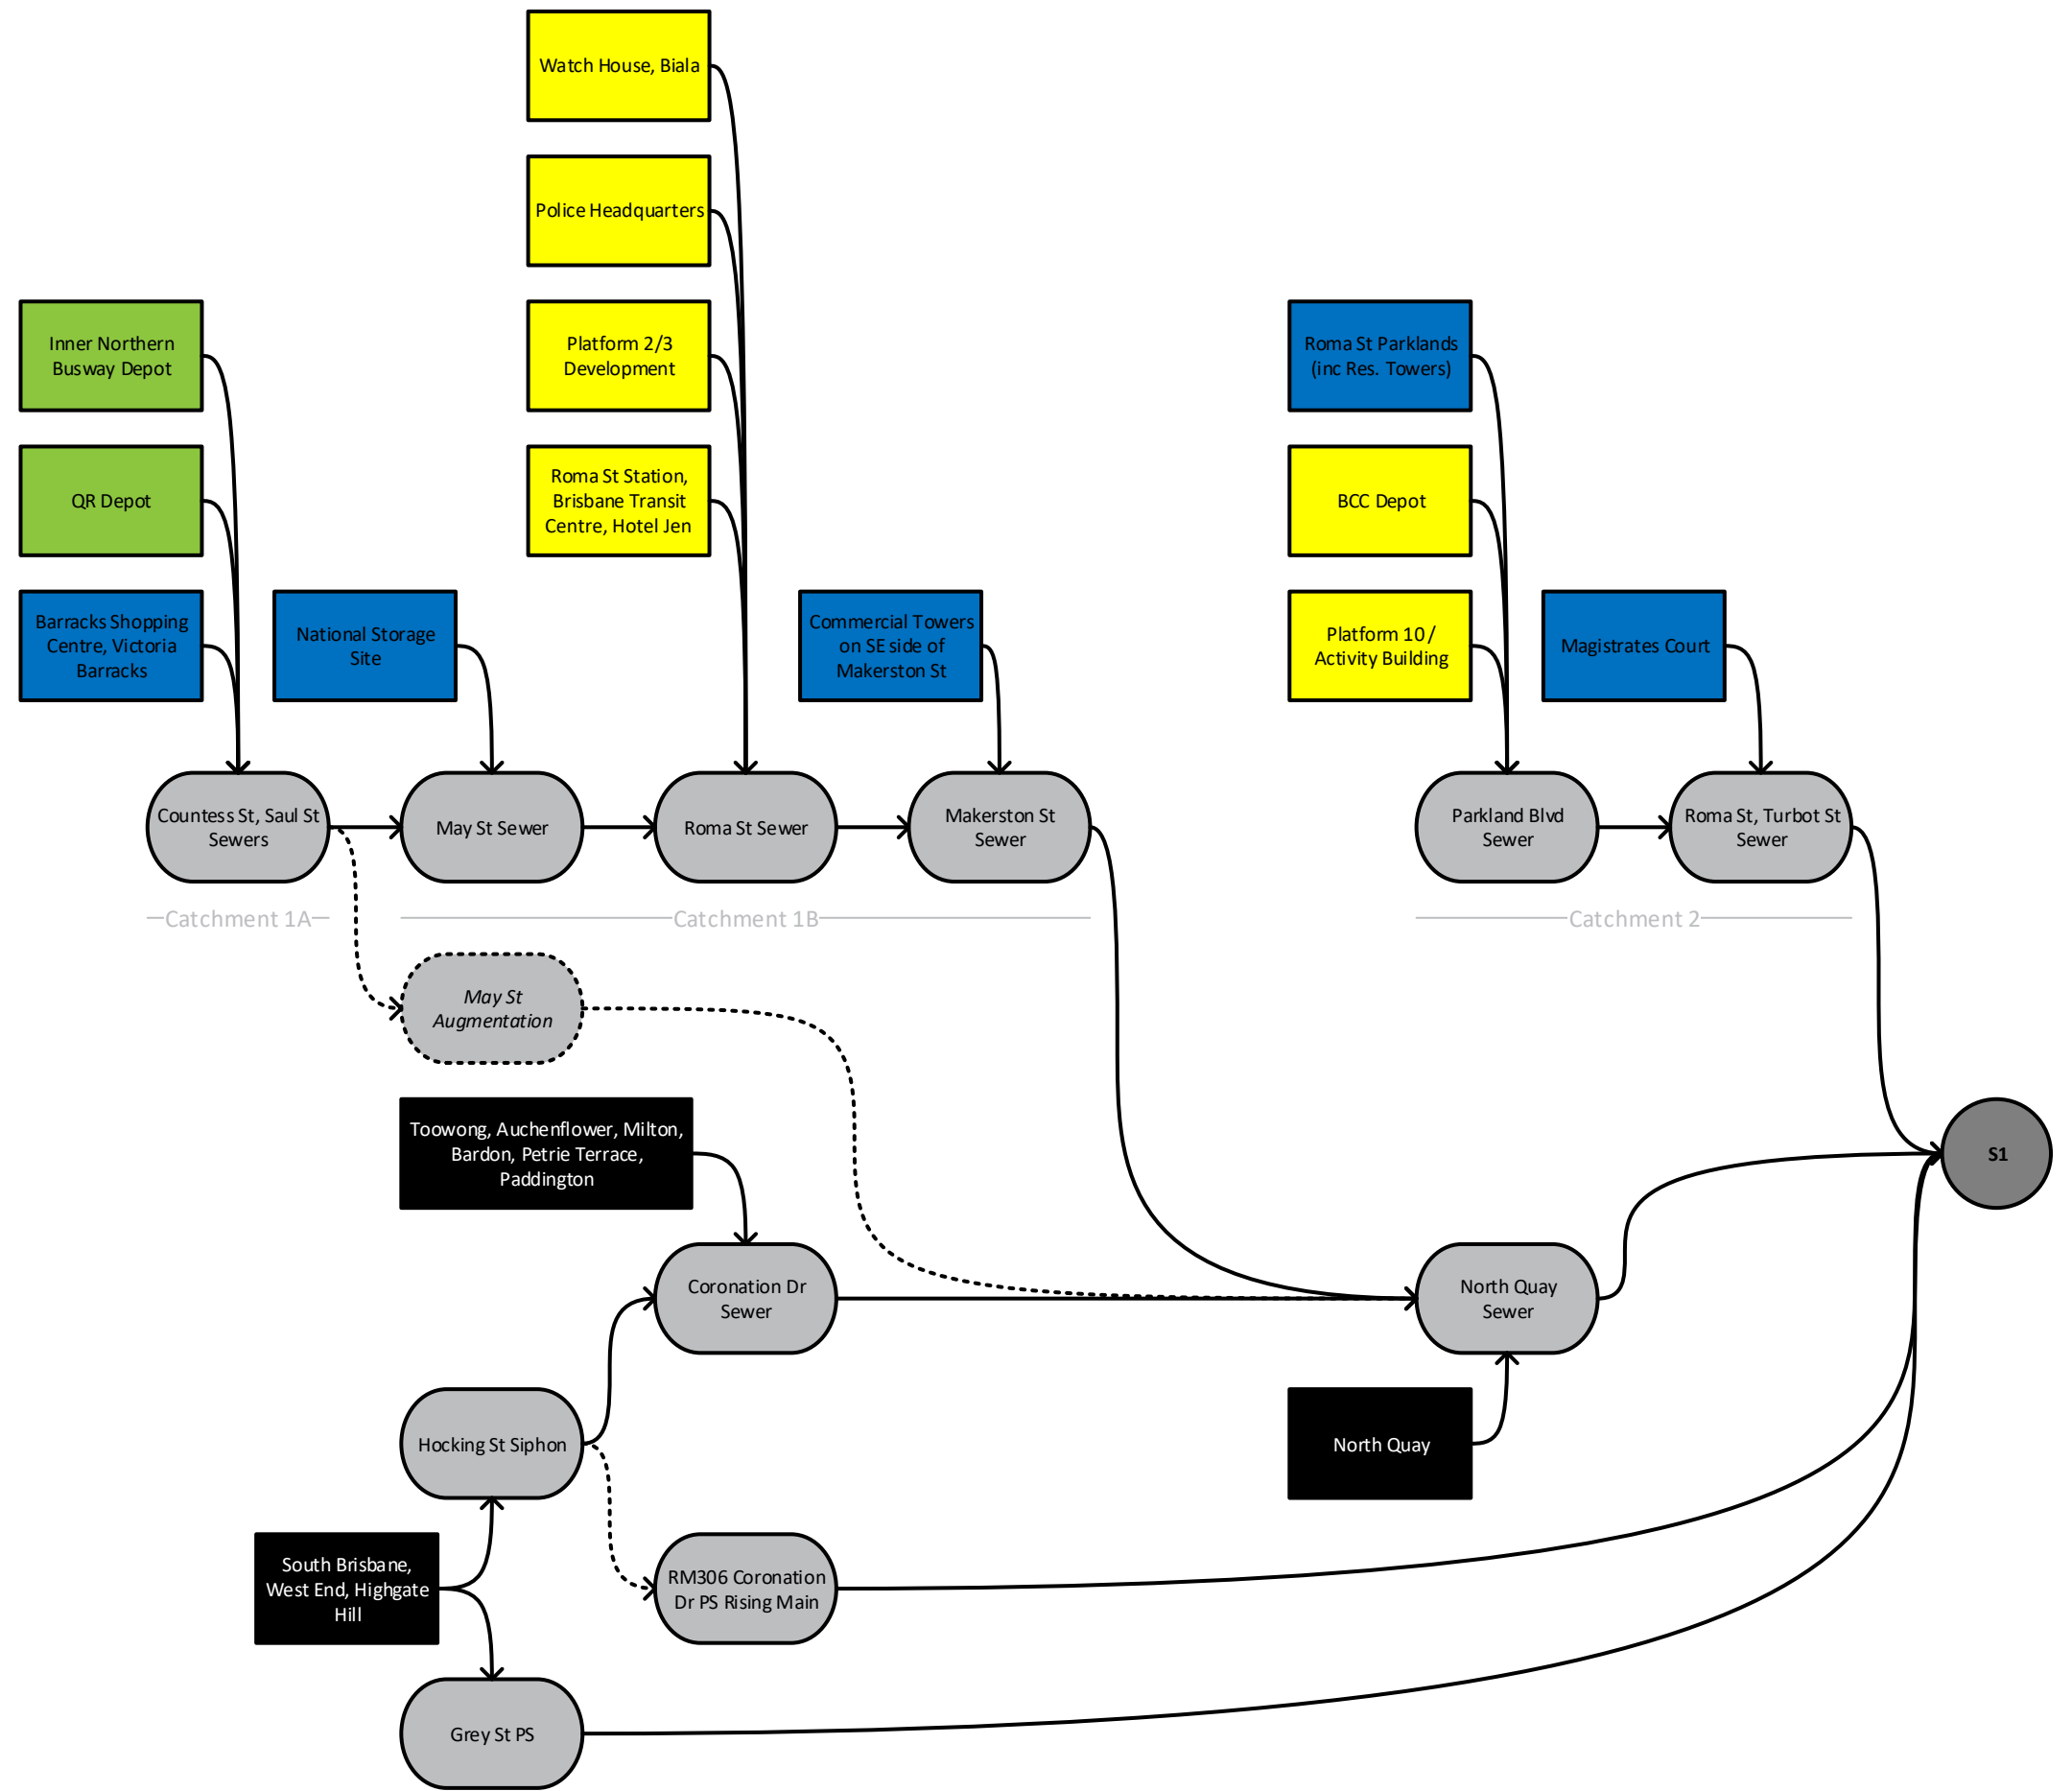 Watch House, Biala
Police Headquarters
Inner Northern
Busway Depot
Platform 2/3
Development
Roma St Parklands
(inc Res. Towers)
QR Depot
Roma St Station,
Brisbane Transit
Centre, Hotel Jen
BCC Depot
Barracks Shopping
Centre, Victoria
Barracks
National Storage
Site
Commercial Towers
on SE side of
Makerston St
Platform 10/
Activity Building
Magistrates Court
Countess St, Saul St
Sewers
May St Sewer
Roma St Sewer
Makerston St
Sewer
Parkland Blvd
Sewer
Roma St, Turbot St
Sewer
Catchment 1A
Catchment 1B
Catchment 2
May St
Augmentation
Toowong, Auchenflower, Milton,
Bardon, Petrie Terrace,
Paddington
S1
Coronation Dr
Sewer
North Quay
Sewer
Hocking St Siphon
North Quay
South Brisbane,
West End, Highgate
Hill
RM306 Coronation
Dr PS Rising Main
Grey St PS